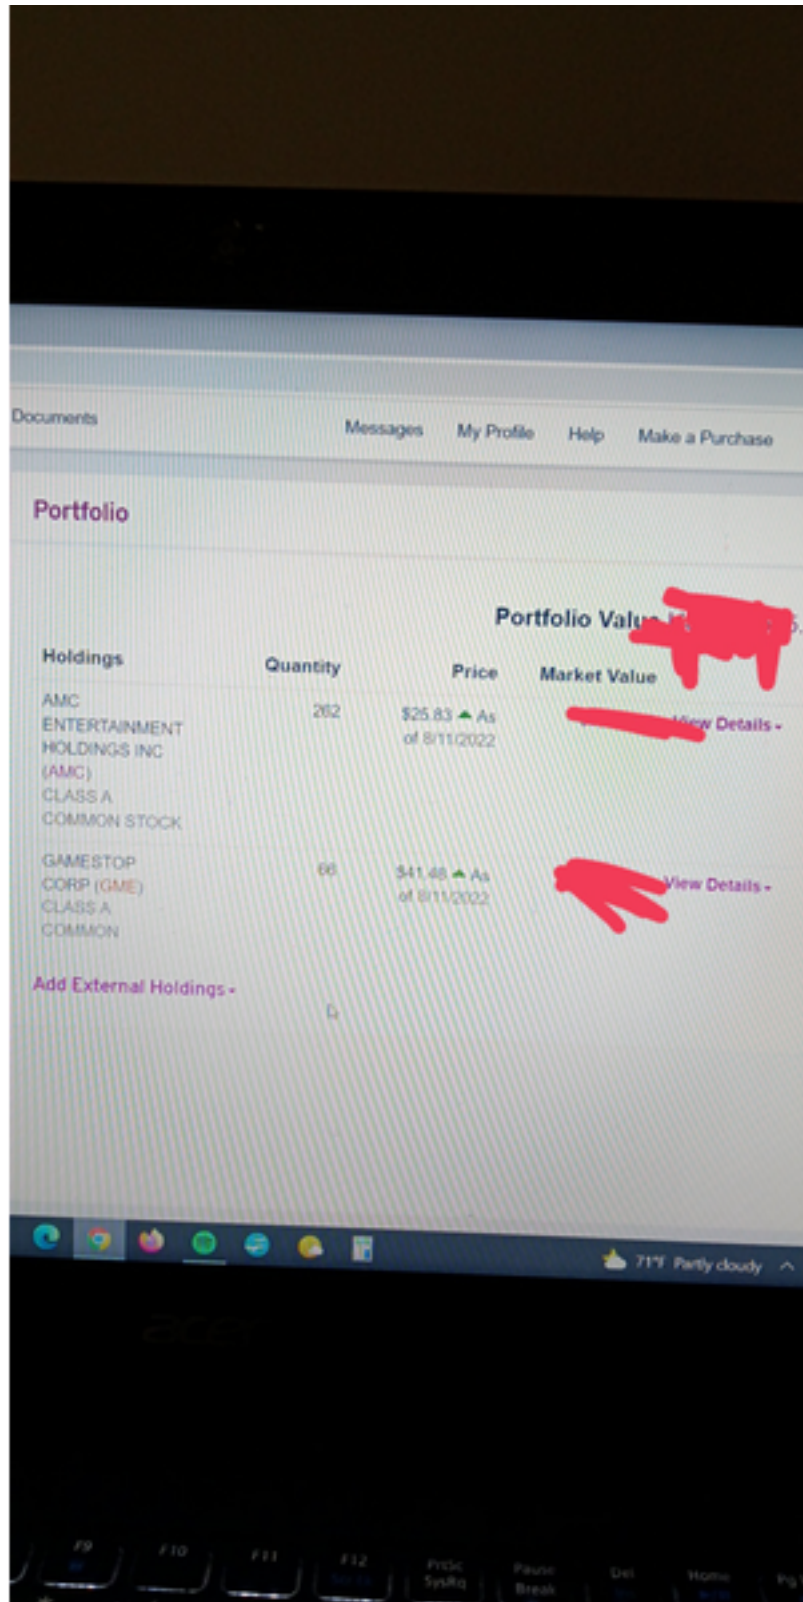 Documents Messages My Profile Help Make a Purchase
Portfolio
Portfolio Value
Holdings Quantity Price Market Value
AMC 262 $25.83 As View Details
ENTERTAINMENT of 8/11/2022
HOLDINGS INC
(AMC)
CLASS A
COMMON STOCK
GAMESTOP 66 $41.48 As View Details
CORP (GME) of 8/11/2022
CLASS A
COMMON
Add External Holdings
71°F Partly cloudy
acer
F9 F10 F11 F12 PrtSc Pause Del Home Pg
SysRq Break